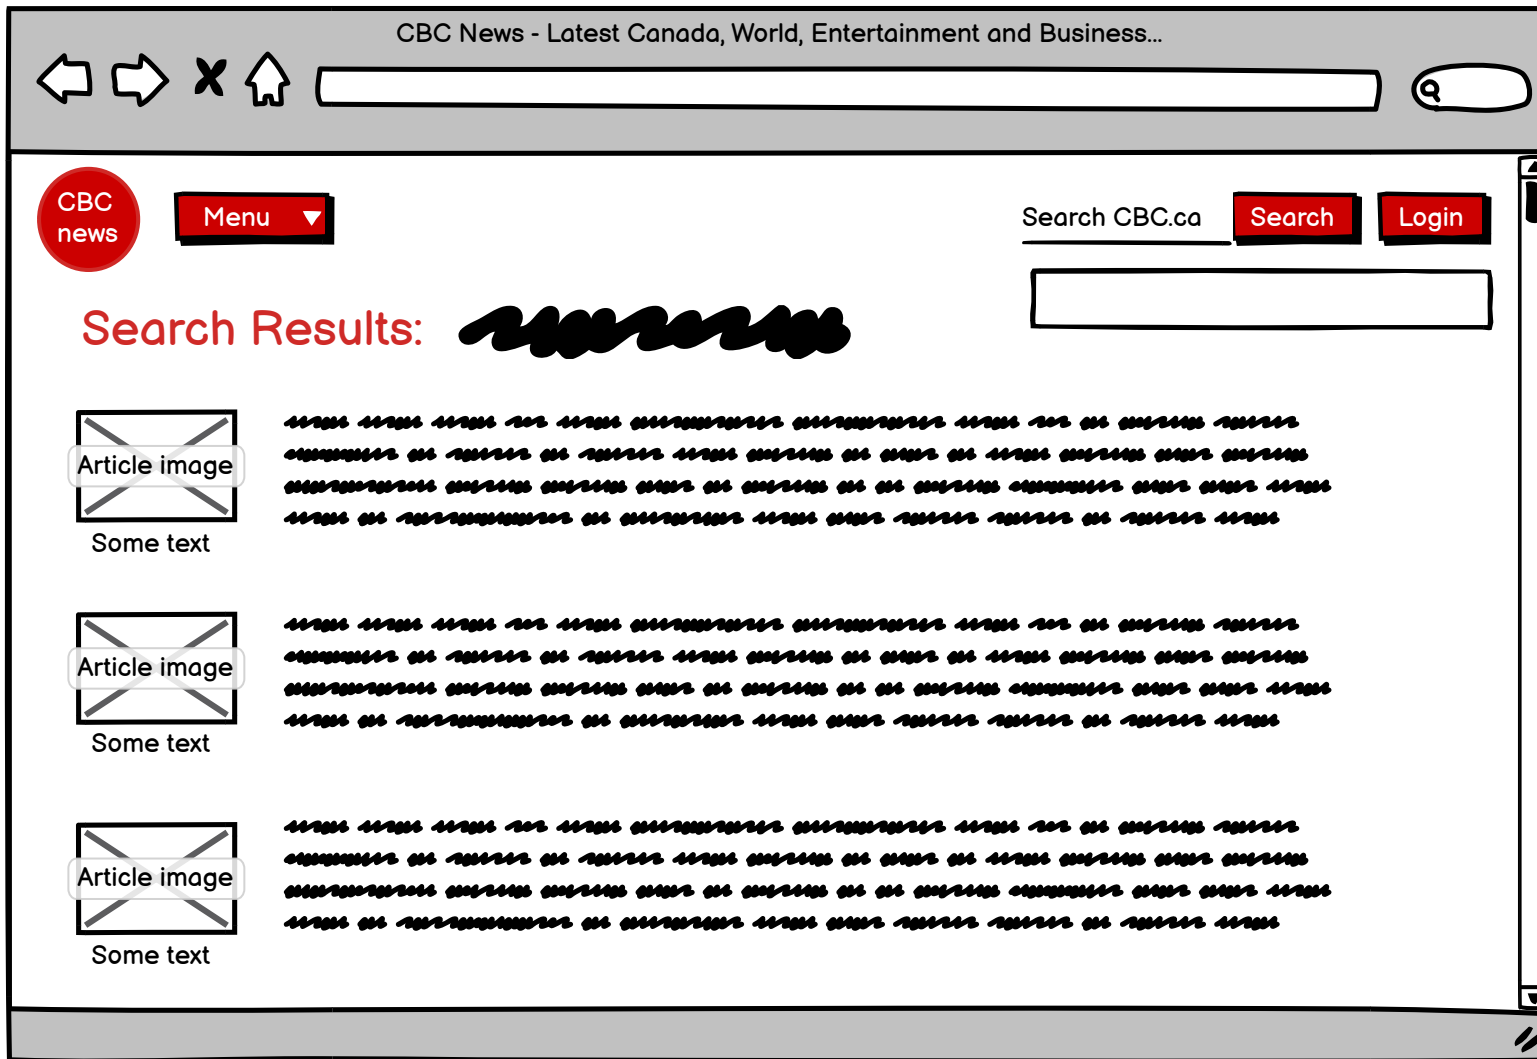 CBC News - Latest Canada, World, Entertainment and Business...
CBC
news
Menu
Search CBC.ca
Search
Login
Search Results:
Article image
Some text
Article image
Some text
Article image
Some text